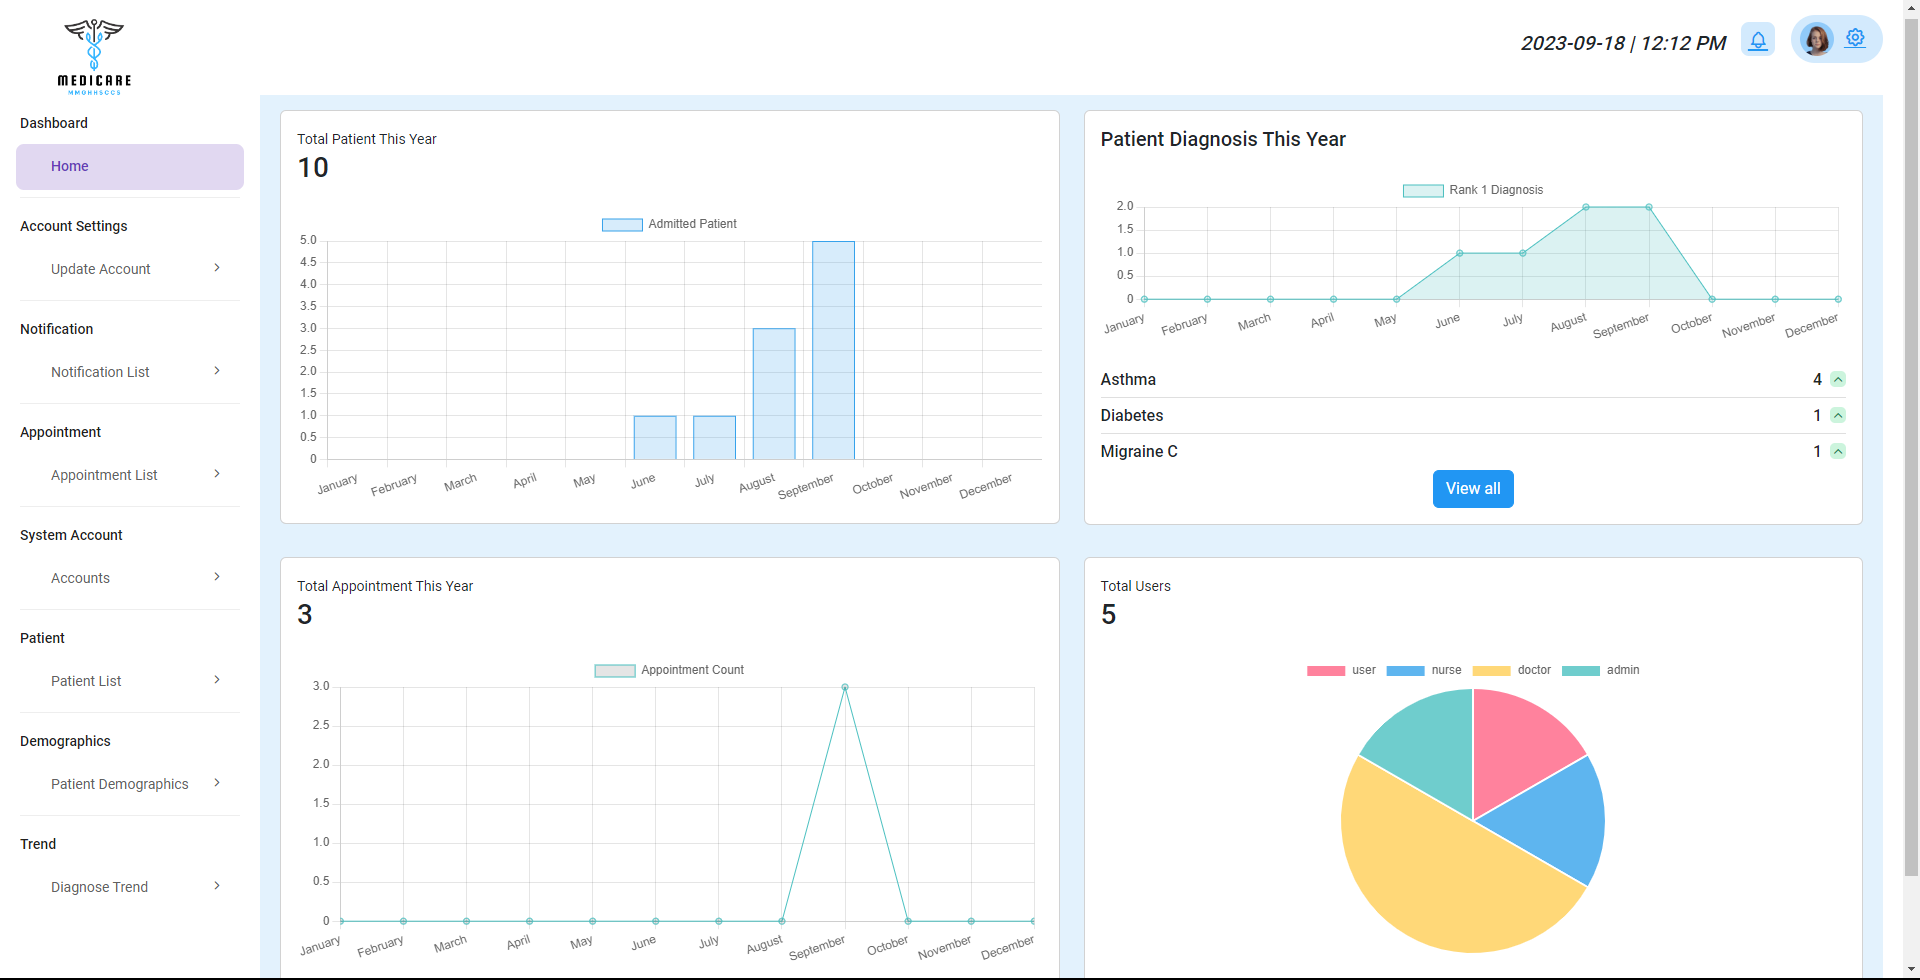 MEDICARE
MMGHHSCCS
2023-09-18 | 12:12 PM
Dashboard
Home
Account Settings
Update Account
Notification
Notification List
Appointment
Appointment List
System Account
Accounts
Patient
Patient List
Demographics
Patient Demographics
Trend
Diagnose Trend
Total Patient This Year
10
Admitted Patient
5.0
4.5
4.0
3.5
3.0
2.5
2.0
1.5
1.0
0.5
0
January February March April May June July August September October November December
Patient Diagnosis This Year
Rank 1 Diagnosis
2.0
1.5
1.0
0.5
0
January February March April May June July August September October November December
Asthma 4
Diabetes 1
Migraine C 1
View all
Total Appointment This Year
3
Appointment Count
3.0
2.5
2.0
1.5
1.0
0.5
0
January February March April May June July August September October November December
Total Users
5
user nurse doctor admin